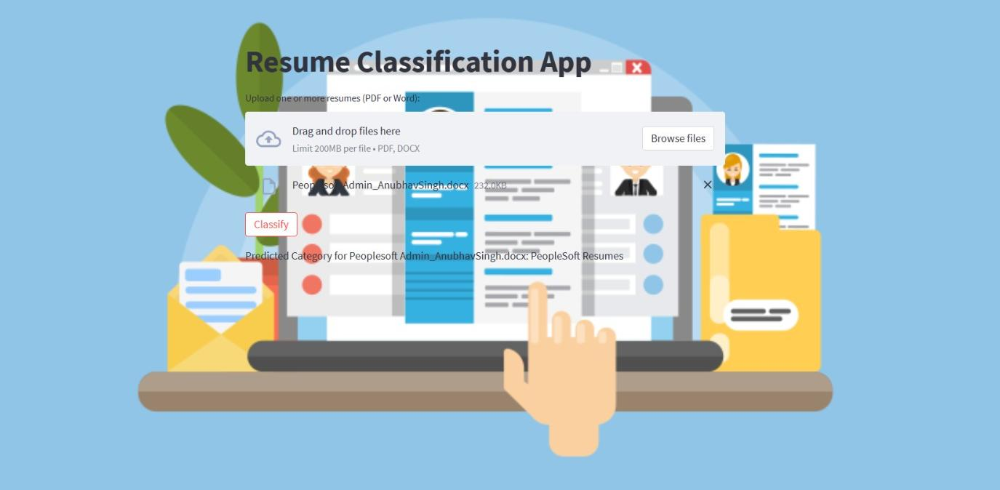 Resume Classification App
Upload one or more resumes (PDF or Word):
Drag and drop files here
Limit 200MB per file • PDF, DOCX
Browse files
Peoplesoft Admin_AnubhavSingh.docx 232.0KB
Classify
Predicted Category for Peoplesoft Admin_AnubhavSingh.docx: PeopleSoft Resumes